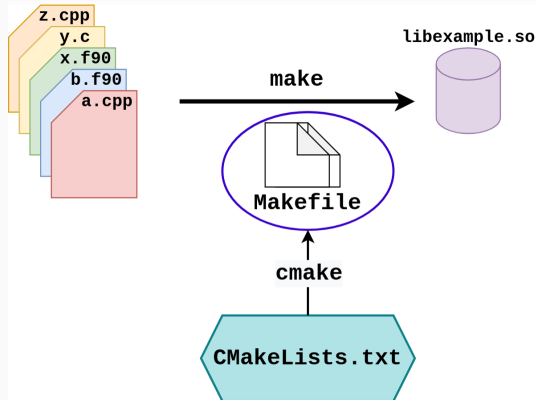 z.cpp
y.c
x.f90
b.f90
a.cpp
make
libexample.so
Makefile
cmake
CMakeLists.txt